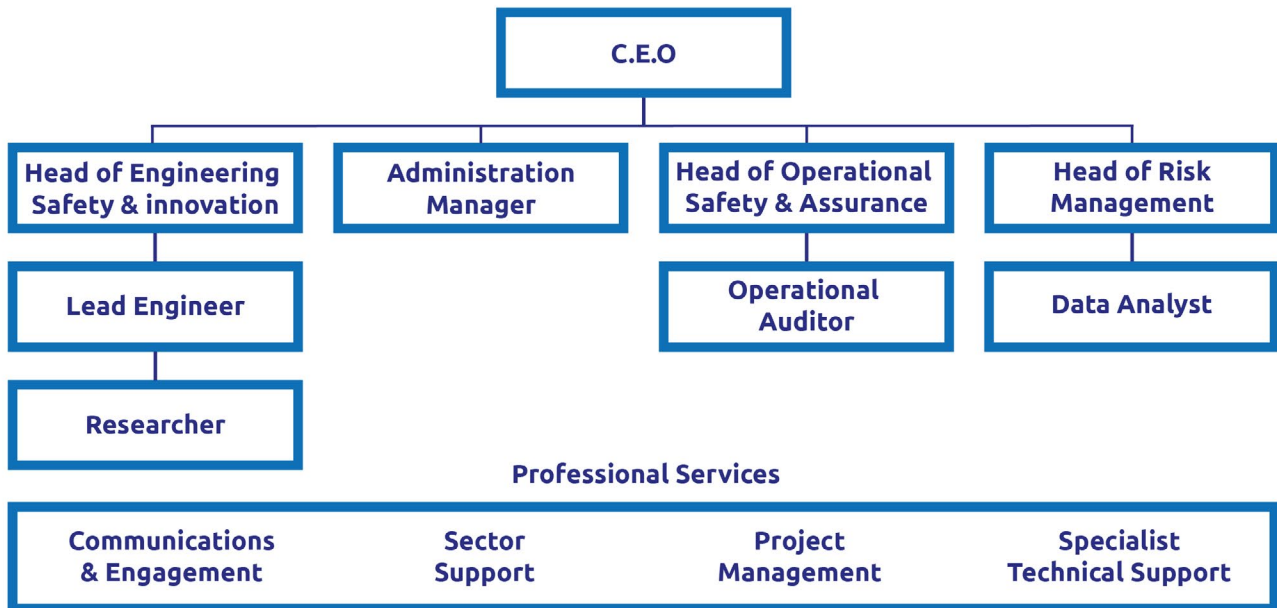 C.E.O
Head of Engineering
Safety & innovation
Administration
Manager
Head of Operational
Safety & Assurance
Head of Risk
Management
Lead Engineer
Operational
Auditor
Data Analyst
Researcher
Professional Services
Communications
& Engagement
Sector
Support
Project
Management
Specialist
Technical Support